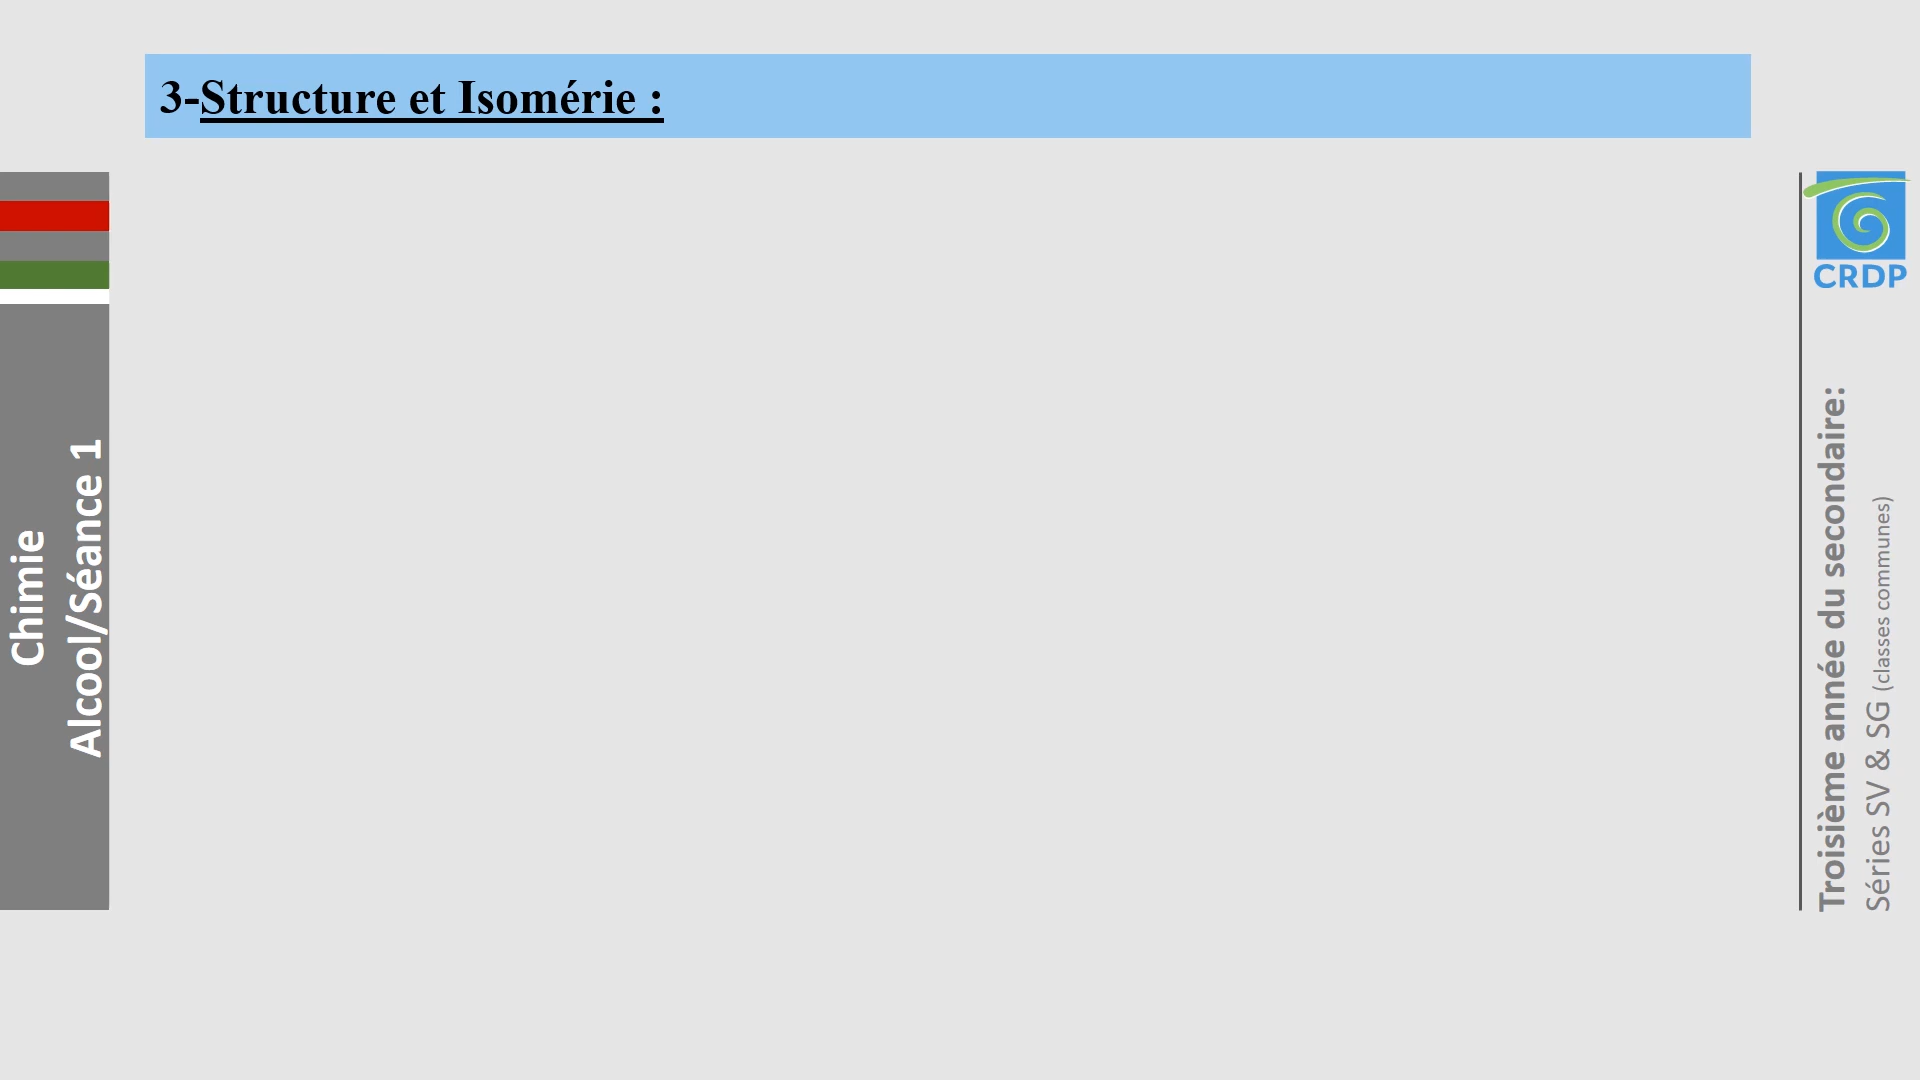 3-Structure et Isomérie :
Chimie
Alcool/Séance 1
CRDP
Troisième année du secondaire:
Séries SV & SG (classes communes)